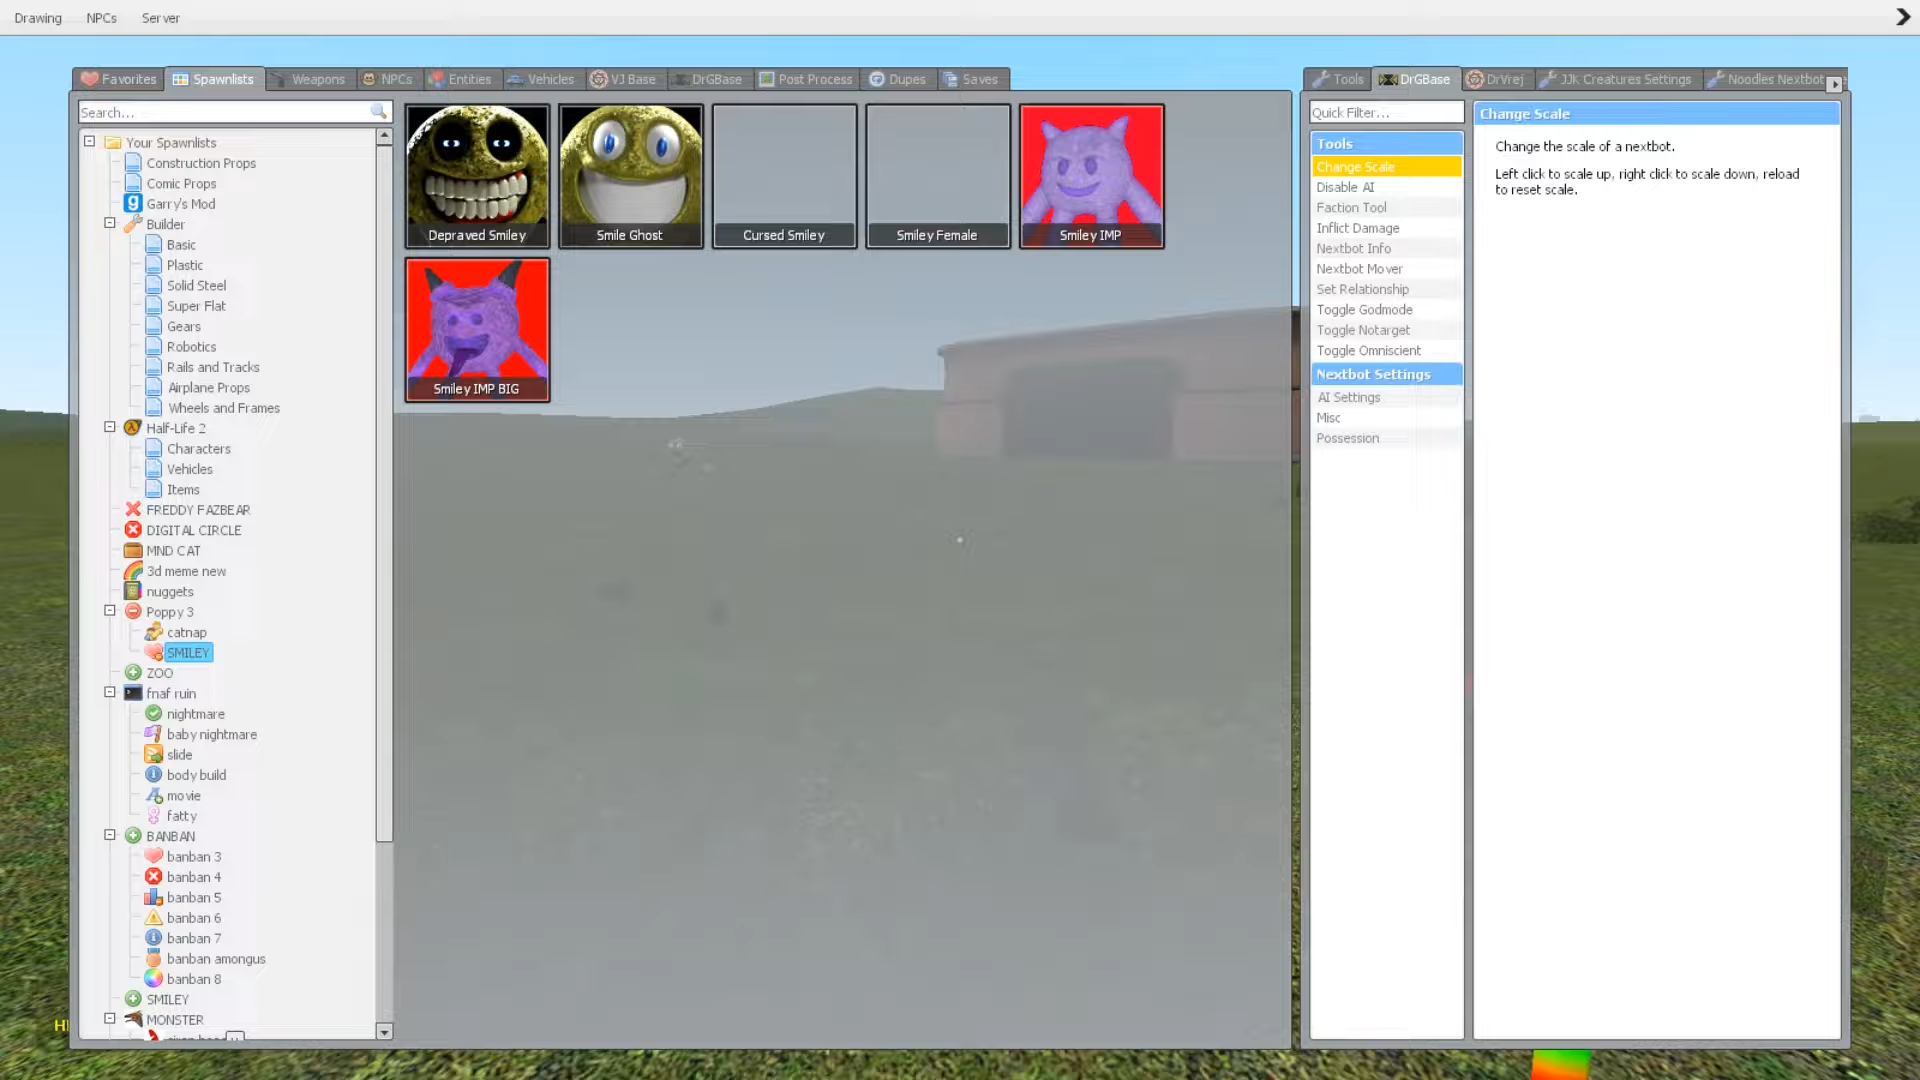 Drawing NPCs Server
Favorites Spawnlists Weapons NPCs Entities Vehicles VJ Base DrGBase Post Process Dupes Saves
Tools DrGBase DrVrej JJK Creatures Settings Noodles Nextbot
Search...
Your Spawnlists
Construction Props
Comic Props
Garry's Mod
Builder
Basic
Plastic
Solid Steel
Super Flat
Gears
Robotics
Rails and Tracks
Airplane Props
Wheels and Frames
Half-Life 2
Characters
Vehicles
Items
FREDDY FAZBEAR
DIGITAL CIRCLE
MND CAT
3d meme new
nuggets
Poppy 3
catnap
SMILEY
ZOO
fnaf ruin
nightmare
baby nightmare
slide
body build
movie
fatty
BANBAN
banban 3
banban 4
banban 5
banban 6
banban 7
banban amongus
banban 8
SMILEY
MONSTER
Depraved Smiley
Smile Ghost
Cursed Smiley
Smiley Female
Smiley IMP
Smiley IMP BIG
Quick Filter...
Tools
Change Scale
Disable AI
Faction Tool
Inflict Damage
Nextbot Info
Nextbot Mover
Set Relationship
Toggle Godmode
Toggle Notarget
Toggle Omniscient
Nextbot Settings
AI Settings
Misc
Possession
Change Scale
Change the scale of a nextbot.
Left click to scale up, right click to scale down, reload
to reset scale.